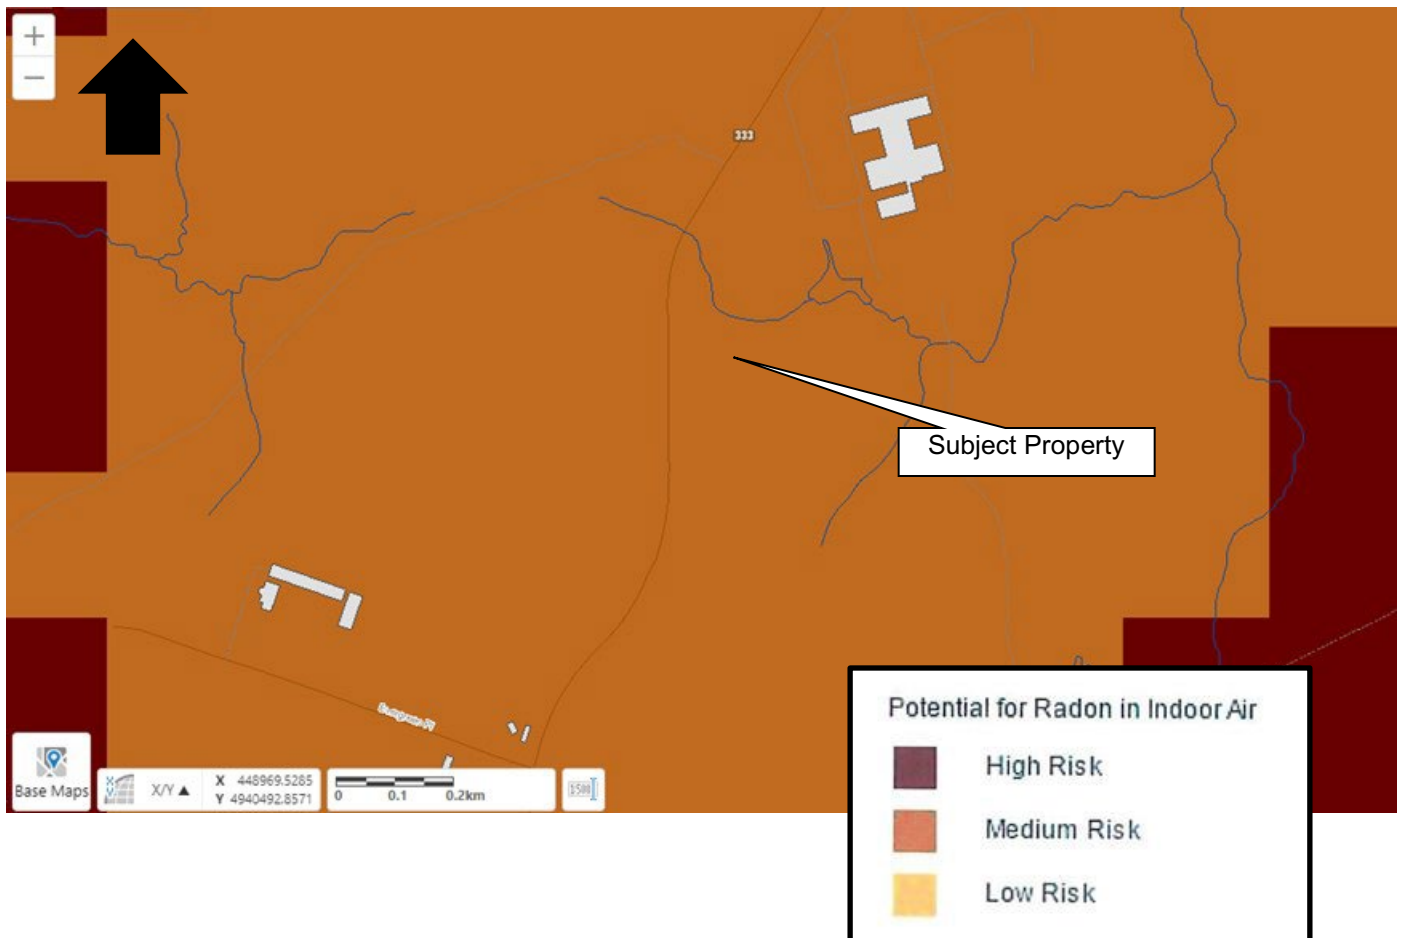 +
−
333
Subject Property
Base Maps
X/Y ▲
X 448969.5285
Y 4940492.8571
0 0.1 0.2km
Potential for Radon in Indoor Air
High Risk
Medium Risk
Low Risk